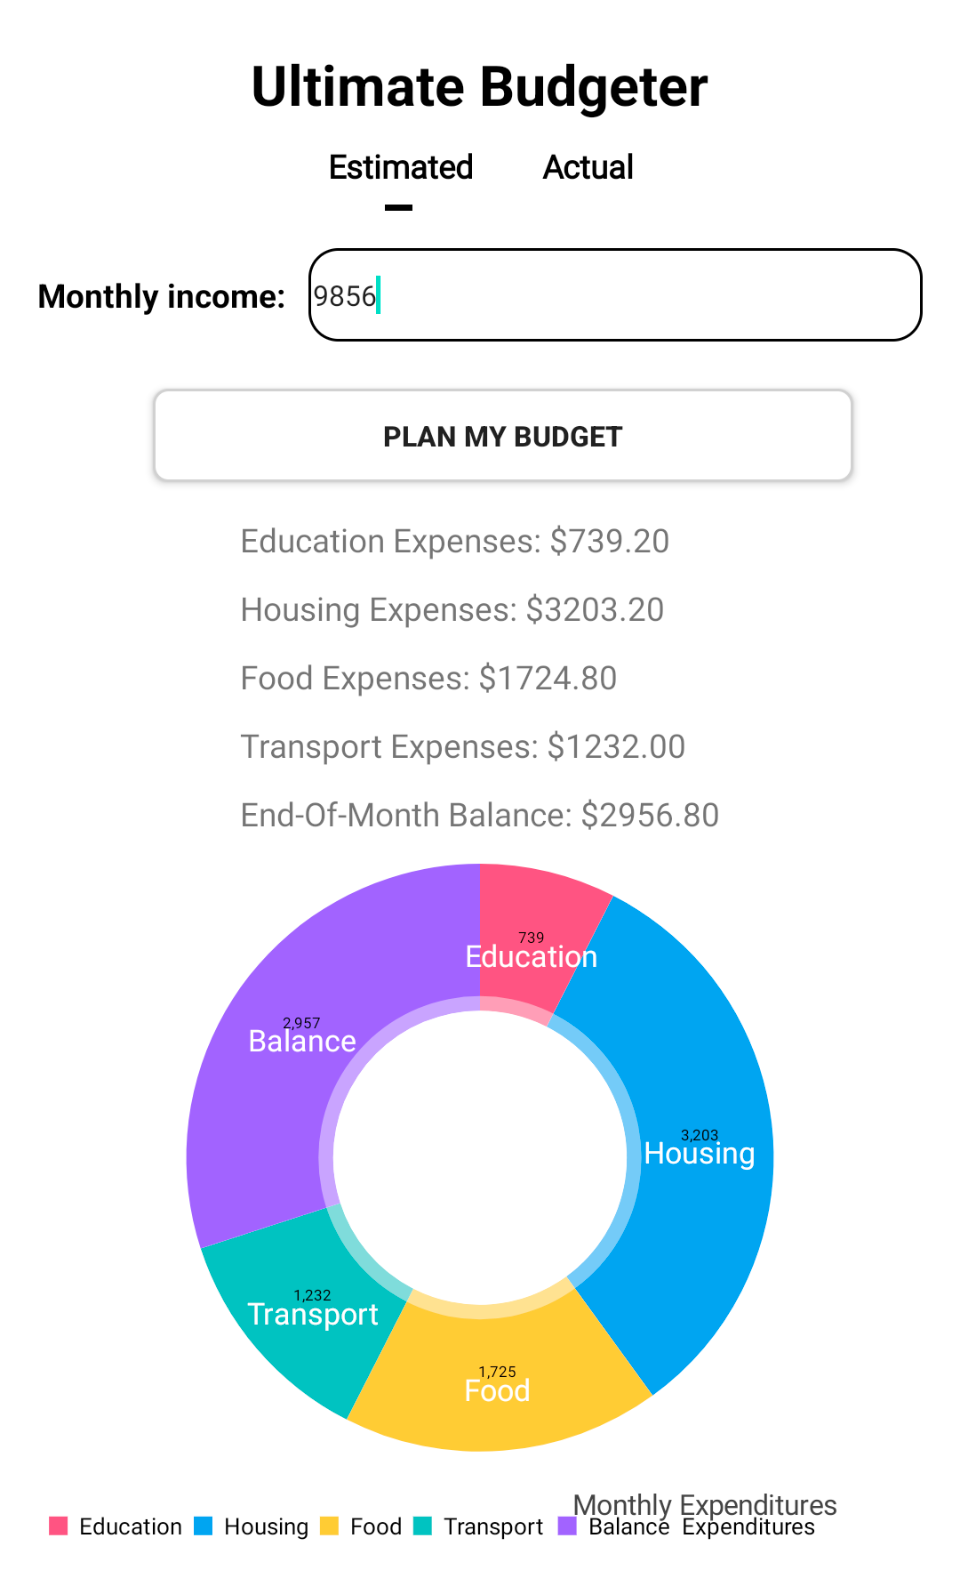 Ultimate Budgeter
Estimated Actual
Monthly income: 9856
PLAN MY BUDGET
Education Expenses: $739.20
Housing Expenses: $3203.20
Food Expenses: $1724.80
Transport Expenses: $1232.00
End-Of-Month Balance: $2956.80
739
Education
2,957
Balance
3,203
Housing
1,232
Transport
1,725
Food
Monthly Expenditures
Education Housing Food Transport Balance Expenditures